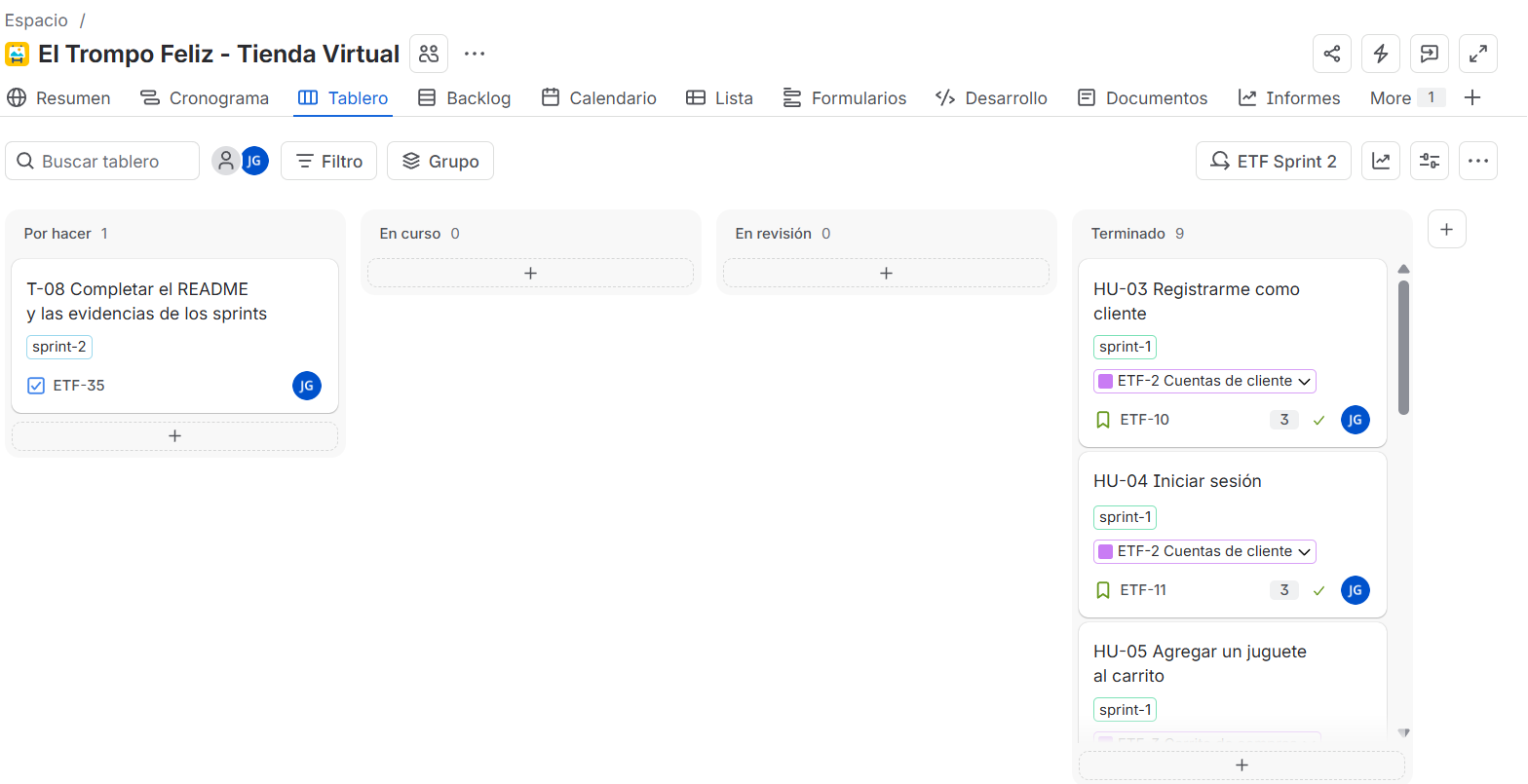 Espacio /
El Trompo Feliz - Tienda Virtual
Resumen Cronograma Tablero Backlog Calendario Lista Formularios Desarrollo Documentos Informes More 1
Buscar tablero JG Filtro Grupo ETF Sprint 2
Por hacer 1
T-08 Completar el README
y las evidencias de los sprints
sprint-2
ETF-35 JG
En curso 0
En revisión 0
Terminado 9
HU-03 Registrarme como
cliente
sprint-1
ETF-2 Cuentas de cliente
ETF-10 3 JG
HU-04 Iniciar sesión
sprint-1
ETF-2 Cuentas de cliente
ETF-11 3 JG
HU-05 Agregar un juguete
al carrito
sprint-1